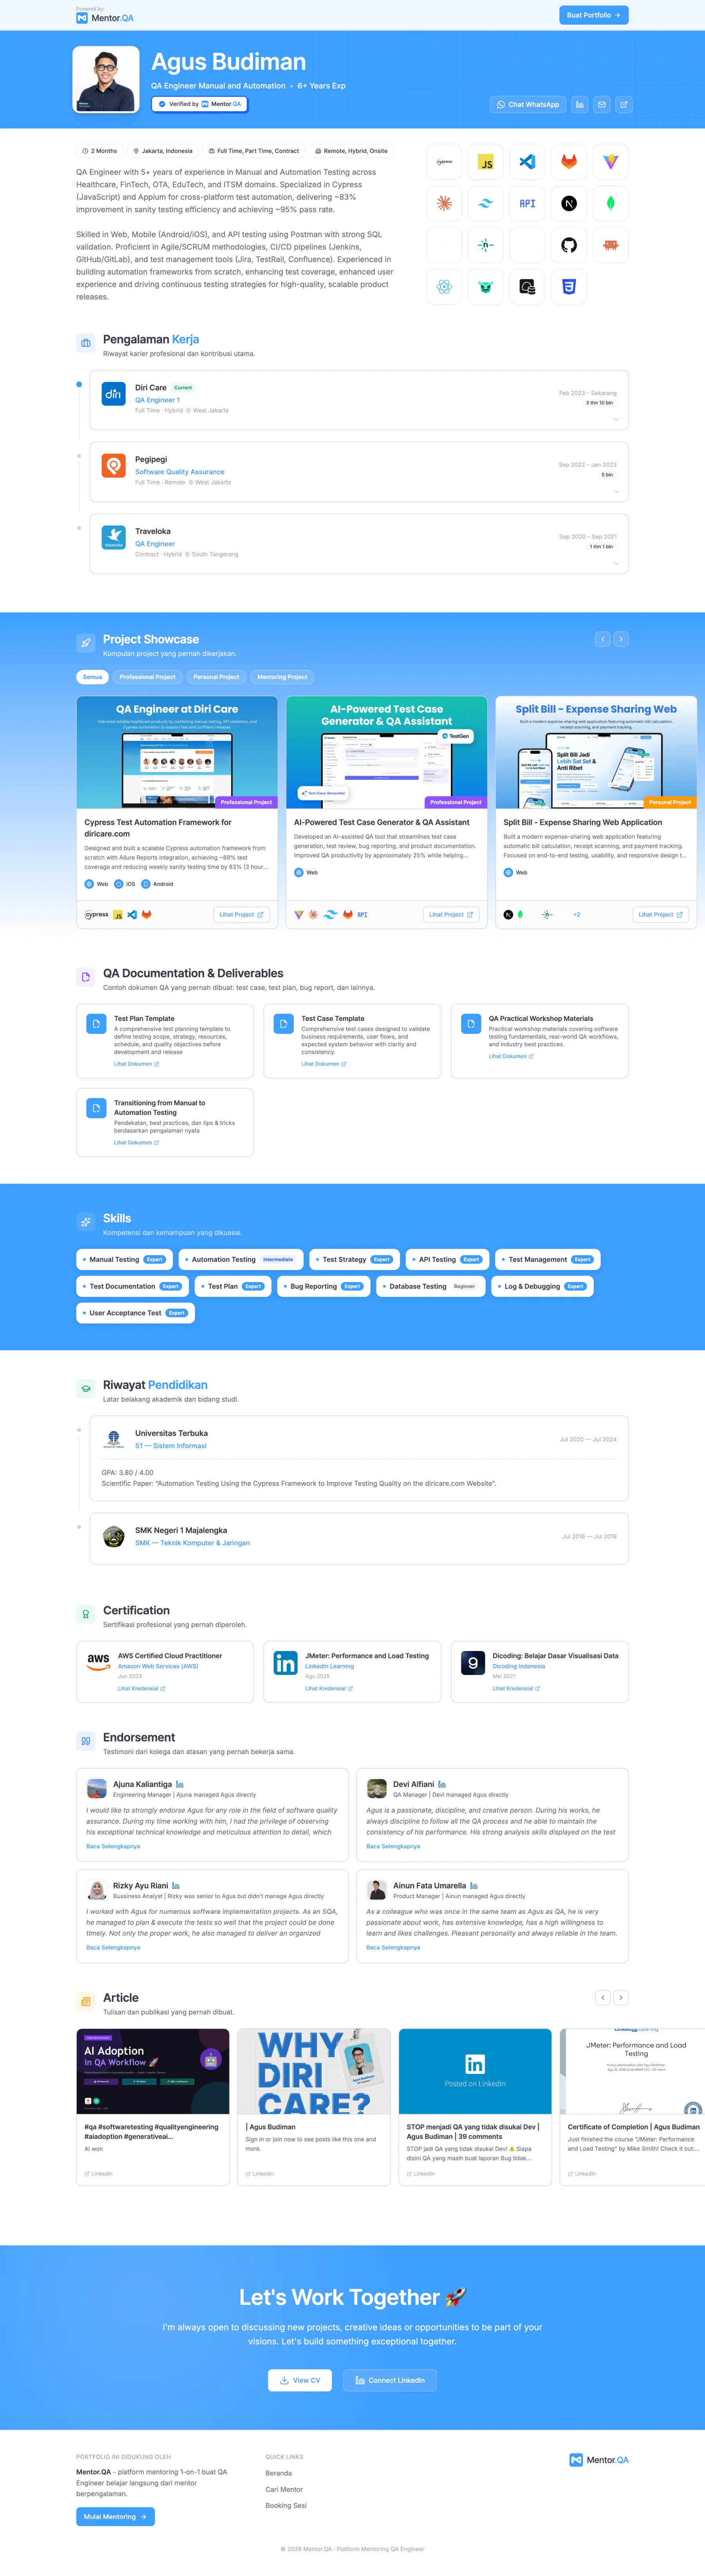 Powered by:
Mentor.QA
Buat Portfolio
Agus Budiman
QA Engineer Manual and Automation • 6+ Years Exp
Verified by Mentor.QA
Chat WhatsApp
2 Months
Jakarta, Indonesia
Full Time, Part Time, Contract
Remote, Hybrid, Onsite
QA Engineer with 5+ years of experience in Manual and Automation Testing across
Healthcare, FinTech, OTA, EduTech, and ITSM domains. Specialized in Cypress
(JavaScript) and Appium for cross-platform test automation, delivering ~83%
improvement in sanity testing efficiency and achieving ~95% pass rate.
Skilled in Web, Mobile (Android/iOS), and API testing using Postman with strong SQL
validation. Proficient in Agile/SCRUM methodologies, CI/CD pipelines (Jenkins,
GitHub/GitLab), and test management tools (Jira, TestRail, Confluence). Experienced in
building automation frameworks from scratch, enhancing test coverage, enhanced user
experience and driving continuous testing strategies for high-quality, scalable product
releases.
cypress
JS
API
Pengalaman Kerja
Riwayat karier profesional dan kontribusi utama.
diri
Diri Care
Current
QA Engineer 1
Full Time · Hybrid West Jakarta
Feb 2023 - Sekarang
3 thn 10 bln
Pegipegi
Software Quality Assurance
Full Time · Remote West Jakarta
Sep 2022 - Jan 2023
5 bln
traveloka
Traveloka
QA Engineer
Contract · Hybrid South Tangerang
Sep 2020 - Sep 2021
1 thn 1 bln
Project Showcase
Kumpulan project yang pernah dikerjakan.
Semua
Professional Project
Personal Project
Mentoring Project
QA Engineer at Diri Care
Professional Project
Cypress Test Automation Framework for
diricare.com
Designed and built a scalable Cypress automation framework from
scratch with Allure Reports integration, achieving ~89% test
coverage and reducing weekly sanity testing time by 83% (3 hour...
Web
iOS
Android
cypress
JS
Lihat Project
AI-Powered Test Case
Generator & QA Assistant
TestGen
Test Case Generator
Professional Project
AI-Powered Test Case Generator & QA Assistant
Developed an AI-assisted QA tool that streamlines test case
generation, test review, bug reporting, and product documentation.
Improved QA productivity by approximately 25% while helping...
Web
API
Lihat Project
Split Bill - Expense Sharing Web
Built a modern expense-sharing web application featuring automatic bill
calculation, receipt scanning, and payment tracking.
Split Bill Jadi
Lebih Sat Set &
Anti Ribet
Personal Project
Split Bill - Expense Sharing Web Application
Built a modern expense-sharing web application featuring
automatic bill calculation, receipt scanning, and payment tracking.
Focused on end-to-end testing, usability, and responsive design t...
Web
+2
Lihat Project
QA Documentation & Deliverables
Contoh dokumen QA yang pernah dibuat: test case, test plan, bug report, dan lainnya.
Test Plan Template
A comprehensive test planning template to
define testing scope, strategy, resources,
schedule, and quality objectives before
development and release
Lihat Dokumen
Test Case Template
Comprehensive test cases designed to validate
business requirements, user flows, and
expected system behavior with clarity and
consistency.
Lihat Dokumen
QA Practical Workshop Materials
Practical workshop materials covering software
testing fundamentals, real-world QA workflows,
and industry best practices.
Lihat Dokumen
Transitioning from Manual to
Automation Testing
Pendekatan, best practices, dan tips & tricks
berdasarkan pengalaman nyata
Lihat Dokumen
Skills
Kompetensi dan kemampuan yang dikuasai.
Manual Testing Expert
Automation Testing Intermediate
Test Strategy Expert
API Testing Expert
Test Management Expert
Test Documentation Expert
Test Plan Expert
Bug Reporting Expert
Database Testing Beginner
Log & Debugging Expert
User Acceptance Test Expert
Riwayat Pendidikan
Latar belakang akademik dan bidang studi.
Universitas Terbuka
S1 — Sistem Informasi
Jul 2020 — Jul 2024
GPA: 3.80 / 4.00
Scientific Paper: "Automation Testing Using the Cypress Framework to Improve Testing Quality on the diricare.com Website".
SMK Negeri 1 Majalengka
SMK — Teknik Komputer & Jaringan
Jul 2016 — Jul 2019
Certification
Sertifikasi profesional yang pernah diperoleh.
aws
AWS Certified Cloud Practitioner
Amazon Web Services (AWS)
Jun 2023
Lihat Kredensial
in
JMeter: Performance and Load Testing
LinkedIn Learning
Agu 2025
Lihat Kredensial
Dicoding: Belajar Dasar Visualisasi Data
Dicoding Indonesia
Mei 2021
Lihat Kredensial
Endorsement
Testimoni dari kolega dan atasan yang pernah bekerja sama.
Ajuna Kaliantiga
Engineering Manager | Ajuna managed Agus directly
I would like to strongly endorse Agus for any role in the field of software quality
assurance. During my time working with him, I had the privilege of observing
his exceptional technical knowledge and meticulous attention to detail, which
Baca Selengkapnya
Devi Alfiani
QA Manager | Devi managed Agus directly
Agus is a passionate, discipline, and creative person. During his work, he
always discipline to follow all the QA process and he able to maintain the
consistency of his performance. His strong analysis skills displayed on the test
Baca Selengkapnya
Rizky Ayu Riani
Bussiness Analyst | Rizky was senior to Agus but didn't manage Agus directly
I worked with Agus for numerous software implementation projects. As an SQA,
he managed to plan & execute the tests so well that the project could be done
timely. Not only the proper work, he also managed to deliver an organized
Baca Selengkapnya
Ainun Fata Umarella
Product Manager | Ainun managed Agus directly
As a colleague who was once in the same team as Agus as QA, he is very
passionate about work, has extensive knowledge, has a high willingness to
learn and likes challenges. Pleasant personality and always reliable in the team.
Baca Selengkapnya
Article
Tulisan dan publikasi yang pernah dibuat.
AI Adoption
in QA Workflow 🚀
#qa #softwaretesting #qualityengineering
#aiadoption #generativeai...
AI won
LinkedIn
WHY
DIRI
CARE?
| Agus Budiman
Sign in or join now to see posts like this one and
more.
LinkedIn
in
Posted on LinkedIn
STOP menjadi QA yang tidak disukai Dev |
Agus Budiman | 39 comments
STOP jadi QA yang tidak disukai Dev! ⚠️ Siapa
disini QA yang masih buat laporan Bug tidak...
LinkedIn
JMeter: Performance and Load
Testing
Certificate of Completion | Agus Budiman
Just finished the course "JMeter: Performance
and Load Testing" by Mike Smith! Check it out:...
LinkedIn
Let's Work Together 🚀
I'm always open to discussing new projects, creative ideas or opportunities to be part of your
visions. Let's build something exceptional together.
View CV
Connect LinkedIn
PORTFOLIO INI DIDUKUNG OLEH
Mentor.QA - platform mentoring 1-on-1 buat QA
Engineer belajar langsung dari mentor
berpengalaman.
Mulai Mentoring
QUICK LINKS
Beranda
Cari Mentor
Booking Sesi
Mentor.QA
© 2026 Mentor.QA · Platform Mentoring QA Engineer